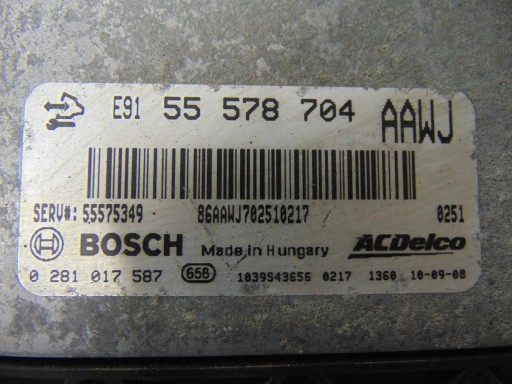 E91 55 578 704 AAWJ
SERV#: 55575349 86AAWJ702510217 0251
BOSCH Made in Hungary ACDelco
0 281 017 587 658 1039S43656 0217 1360 10-09-08